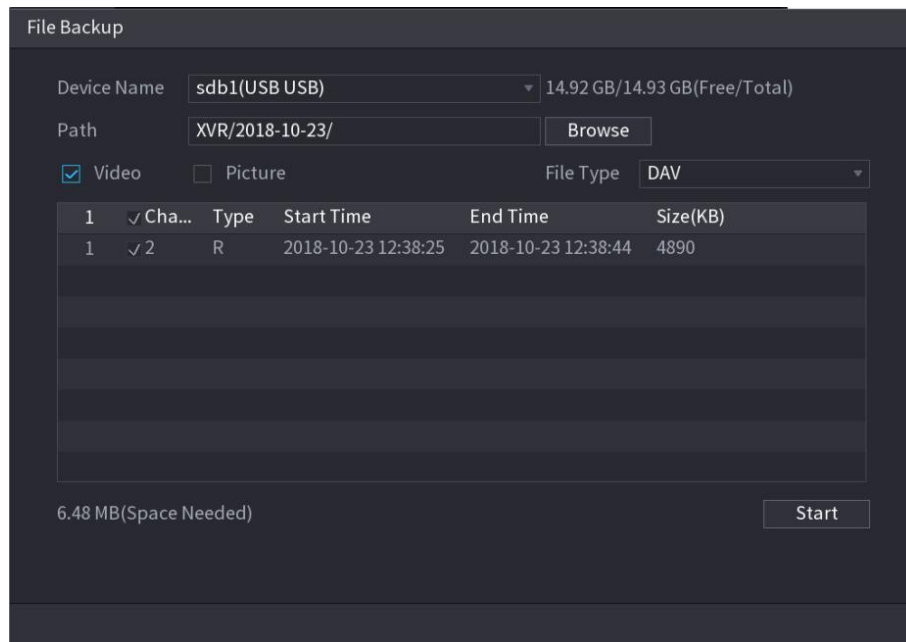 File Backup
Device Name sdb1(USB USB) 14.92 GB/14.93 GB(Free/Total)
Path XVR/2018-10-23/ Browse
Video Picture File Type DAV
1 Cha... Type Start Time End Time Size(KB)
1 2 R 2018-10-23 12:38:25 2018-10-23 12:38:44 4890
6.48 MB(Space Needed) Start